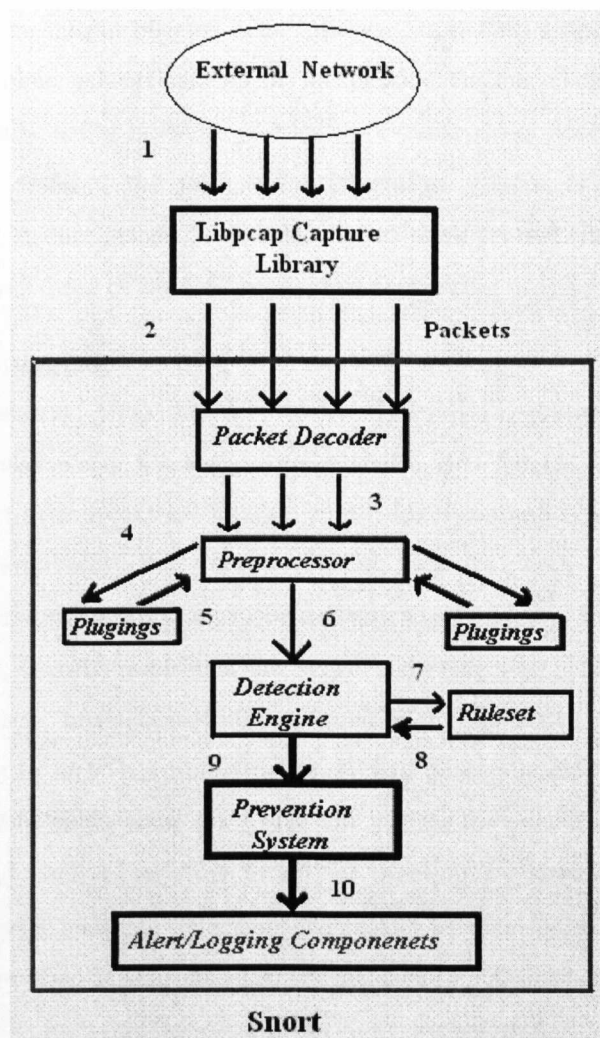 External Network
1
Libpcap Capture
Library
2
Packets
Packet Decoder
3
4
Preprocessor
Plugings
5
6
Plugings
7
Detection
Engine
Ruleset
8
9
Prevention
System
10
Alert/Logging Componenets
Snort